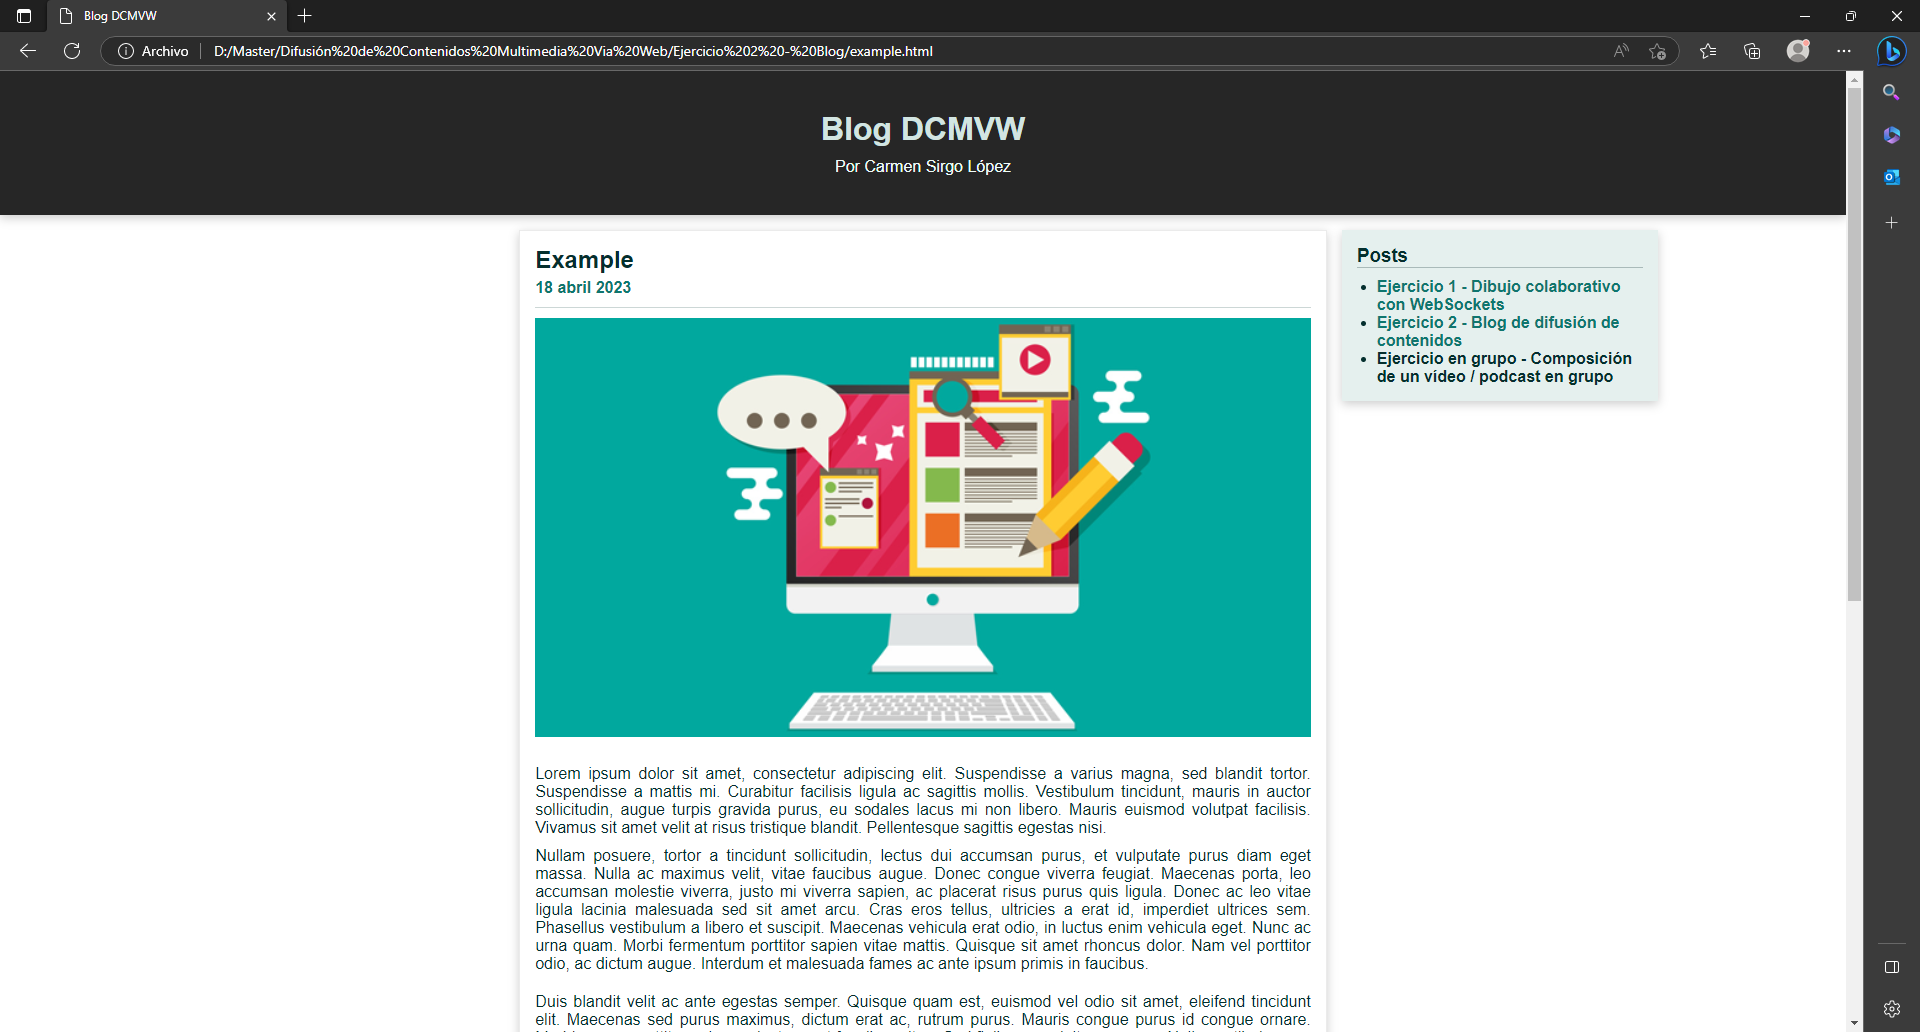 Blog DCMVW
Archivo
D:/Master/Difusión%20de%20Contenidos%20Multimedia%20Via%20Web/Ejercicio%202%20-%20Blog/example.html
Blog DCMVW
Por Carmen Sirgo López
Example
18 abril 2023
Lorem ipsum dolor sit amet, consectetur adipiscing elit. Suspendisse a varius magna, sed blandit tortor.
Suspendisse a mattis mi. Curabitur facilisis ligula ac sagittis mollis. Vestibulum tincidunt, mauris in auctor
sollicitudin, augue turpis gravida purus, eu sodales lacus mi non libero. Mauris euismod volutpat facilisis.
Vivamus sit amet velit at risus tristique blandit. Pellentesque sagittis egestas nisi.
Nullam posuere, tortor a tincidunt sollicitudin, lectus dui accumsan purus, et vulputate purus diam eget
massa. Nulla ac maximus velit, vitae faucibus augue. Donec congue viverra feugiat. Maecenas porta, leo
accumsan molestie viverra, justo mi viverra sapien, ac placerat risus purus quis ligula. Donec ac leo vitae
ligula lacinia malesuada sed sit amet arcu. Cras eros tellus, ultricies a erat id, imperdiet ultrices sem.
Phasellus vestibulum a libero et suscipit. Maecenas vehicula erat odio, in luctus enim vehicula eget. Nunc ac
urna quam. Morbi fermentum porttitor sapien vitae mattis. Quisque sit amet rhoncus dolor. Nam vel porttitor
odio, ac dictum augue. Interdum et malesuada fames ac ante ipsum primis in faucibus.
Duis blandit velit ac ante egestas semper. Quisque quam est, euismod vel odio sit amet, eleifend tincidunt
elit. Maecenas sed purus maximus, dictum erat ac, rutrum purus. Mauris congue purus id congue ornare.
Posts
Ejercicio 1 - Dibujo colaborativo
con WebSockets
Ejercicio 2 - Blog de difusión de
contenidos
Ejercicio en grupo - Composición
de un vídeo / podcast en grupo